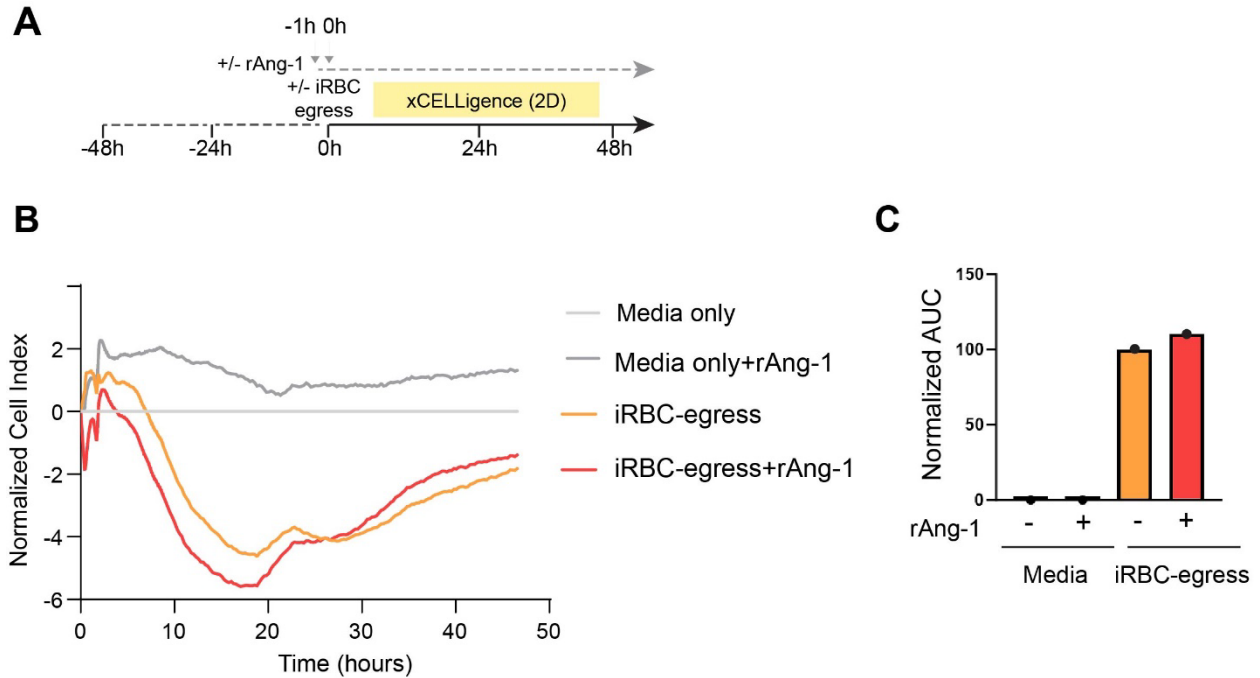 A
-1h 0h
+/- rAng-1
+/- iRBC
egress
xCELLigence (2D)
-48h
-24h
0h
24h
48h
B
Normalized Cell Index
2
0
-2
-4
-6
0
10
20
30
40
50
Time (hours)
Media only
Media only+rAng-1
iRBC-egress
iRBC-egress+rAng-1
C
Normalized AUC
150
100
50
0
rAng-1 - + - +
Media iRBC-egress